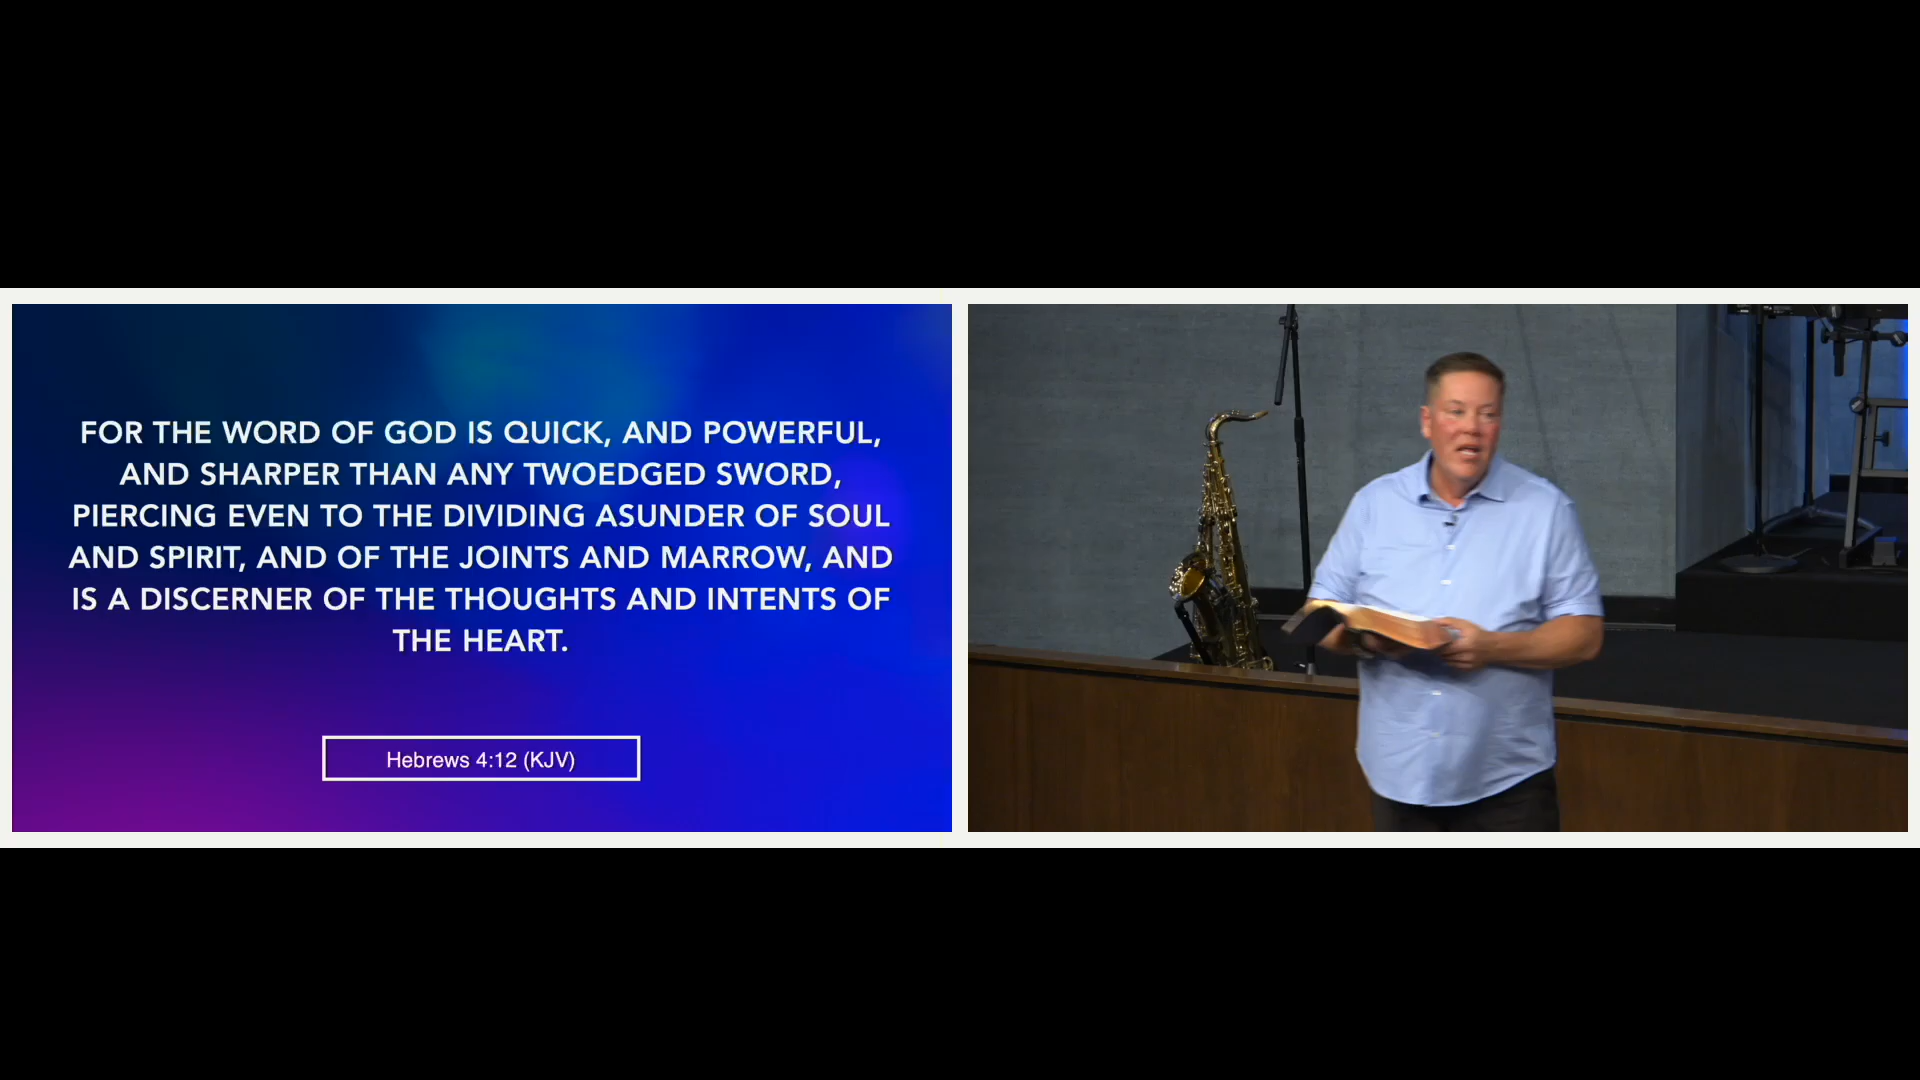 FOR THE WORD OF GOD IS QUICK, AND POWERFUL,
AND SHARPER THAN ANY TWOEDGED SWORD,
PIERCING EVEN TO THE DIVIDING ASUNDER OF SOUL
AND SPIRIT, AND OF THE JOINTS AND MARROW, AND
IS A DISCERNER OF THE THOUGHTS AND INTENTS OF
THE HEART.
Hebrews 4:12 (KJV)